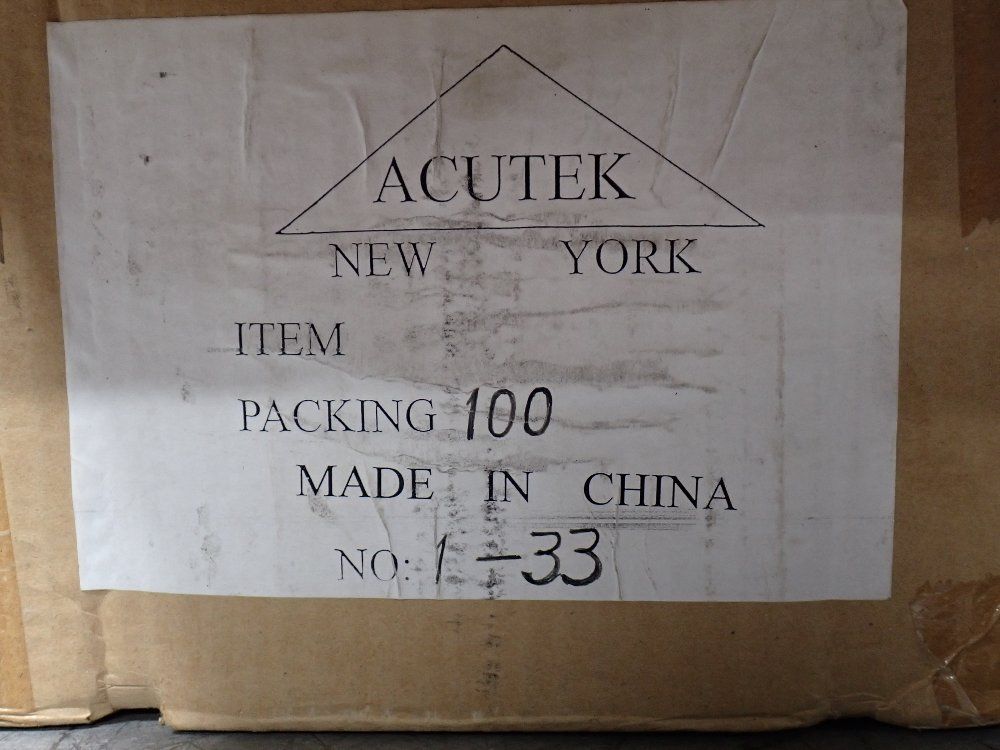 ACUTEK
NEW YORK
ITEM
PACKING 100
MADE IN CHINA
NO: 1 -33